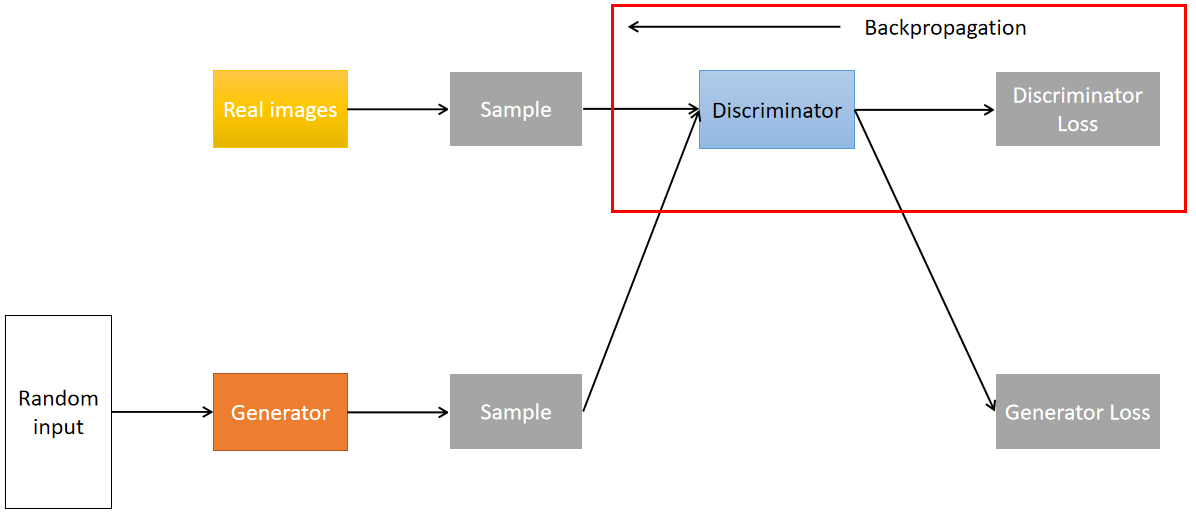 Backpropagation
Real images
Sample
Discriminator
Discriminator
Loss
Random
input
Generator
Sample
Generator Loss